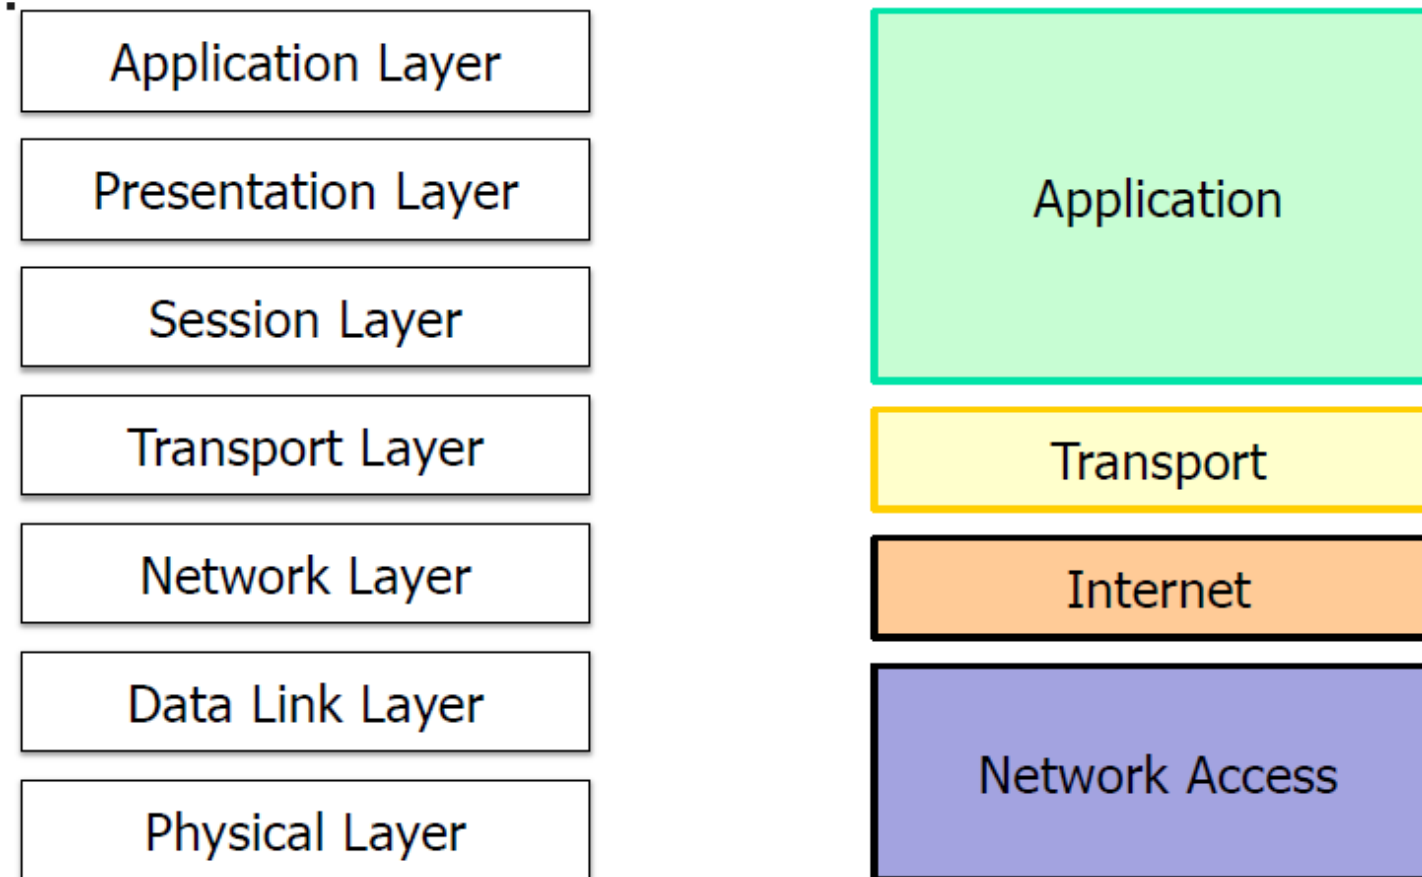 Application Layer
Presentation Layer
Session Layer
Transport Layer
Network Layer
Data Link Layer
Physical Layer
Application
Transport
Internet
Network Access